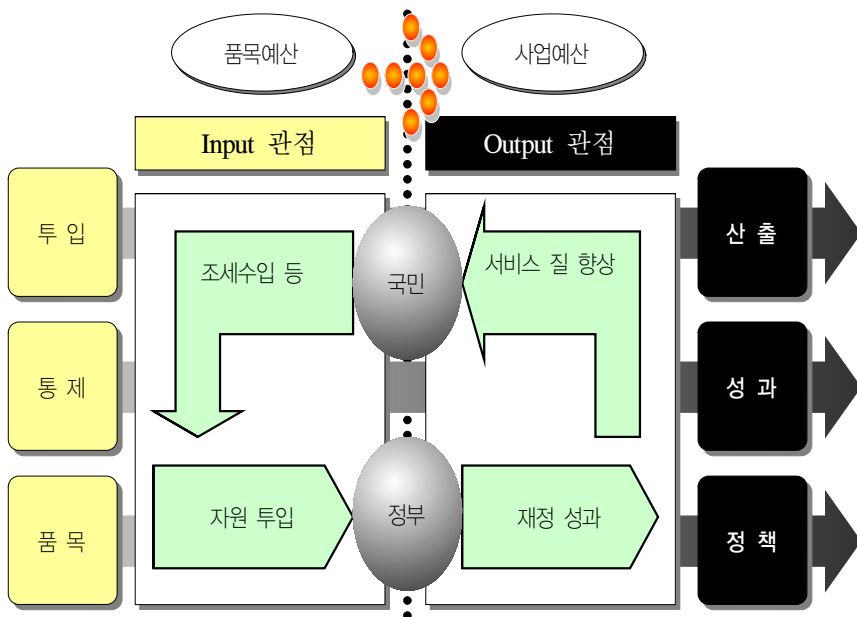 품목예산
사업예산
Input 관점
Output 관점
투 입
조세수입 등
국민
서비스 질 향상
산 출
통 제
성 과
품 목
자원 투입
정부
재정 성과
정 책